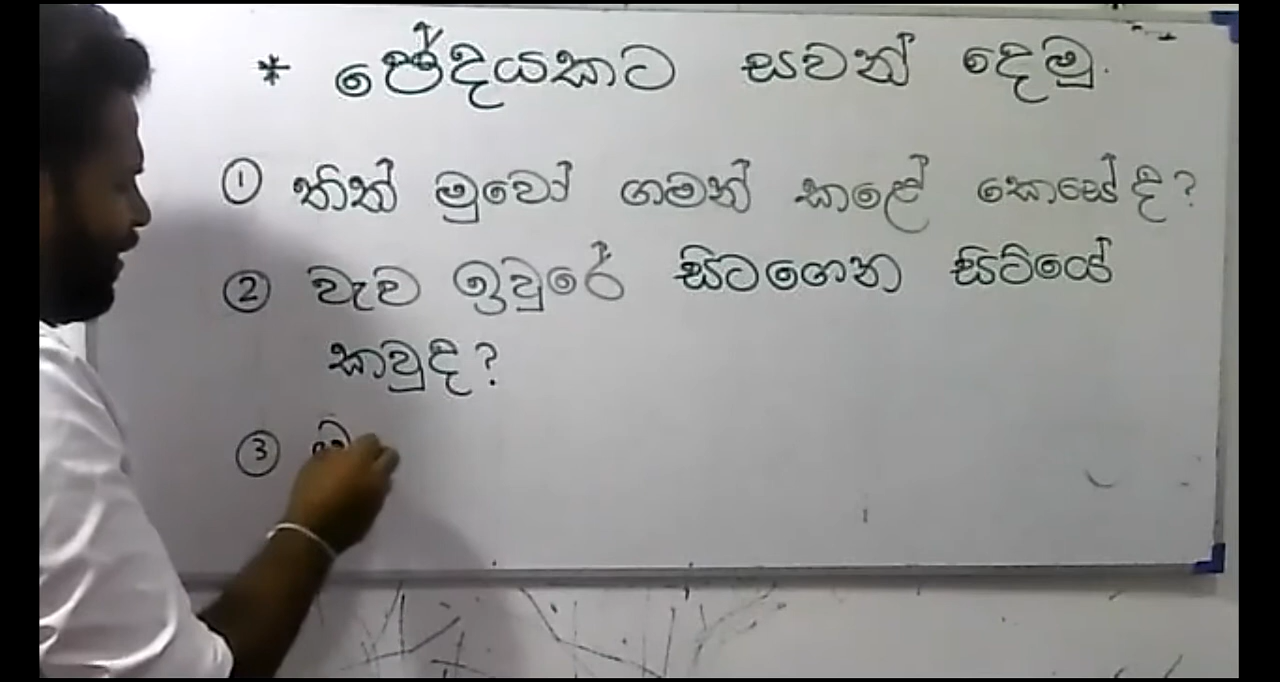 * ඡේදයකට සවන් දෙමු.
① තිත් මුවෝ ගමන් කළේ කෙසේ ද?
② වැව ඉවුරේ සිටගෙන සිටියේ
කවුද?
③